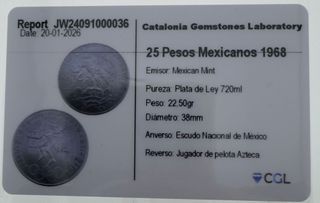 Report JW24091000036
Date: 20-01-2026
Catalonia Gemstones Laboratory
25 Pesos Mexicanos 1968
Emisor: Mexican Mint
Pureza: Plata de Ley 720ml
Peso: 22.50gr
Diámetro: 38mm
Anverso: Escudo Nacional de México
Reverso: Jugador de pelota Azteca
CGL